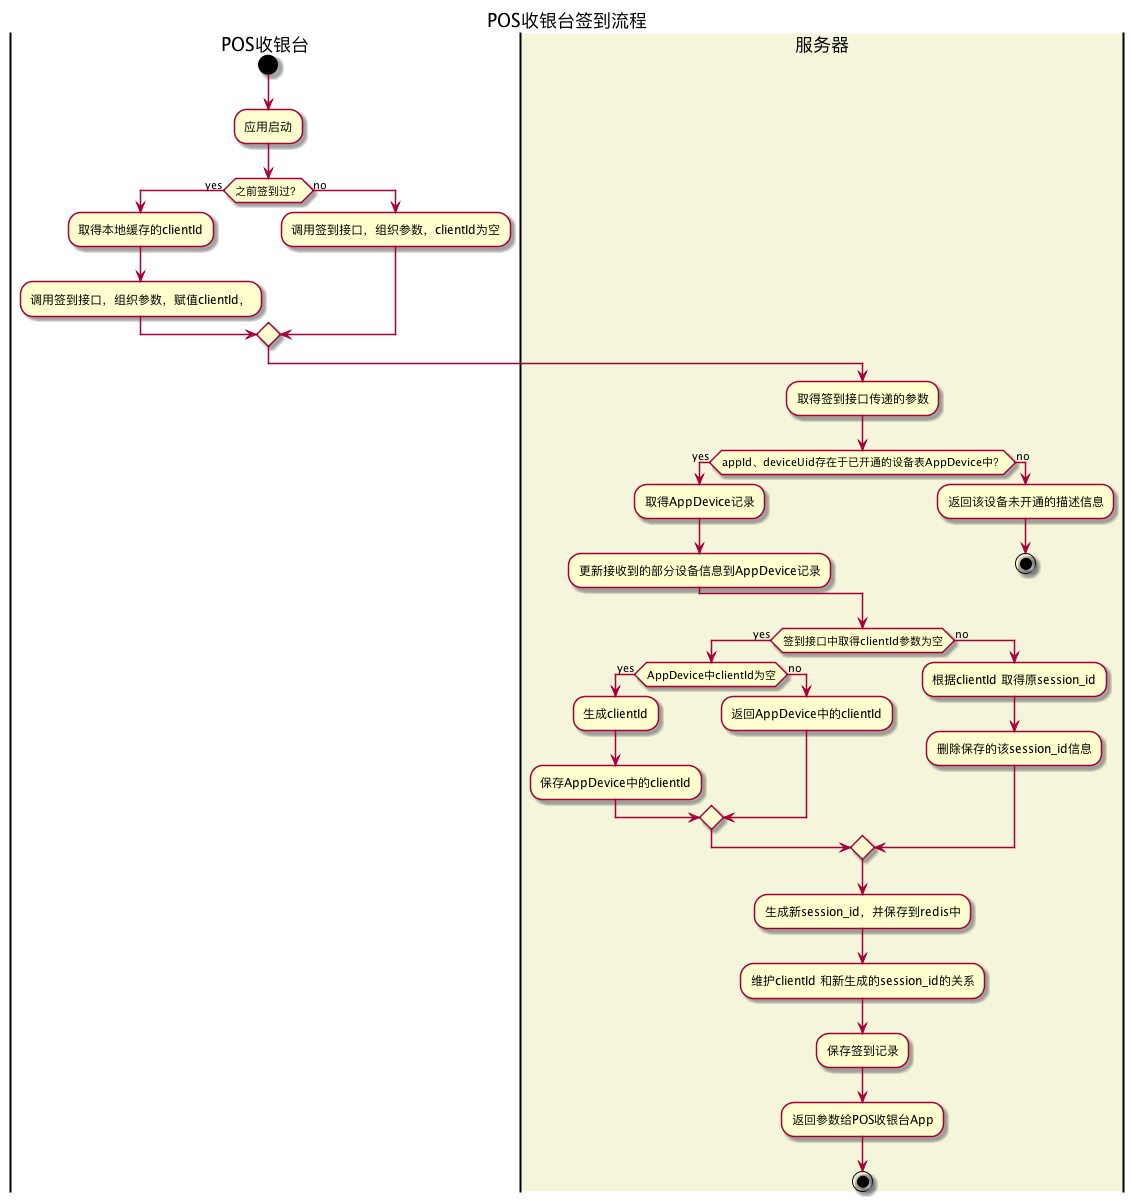 POS收银台签到流程
POS收银台
服务器
应用启动
之前签到过?
yes
no
取得本地缓存的clientId
调用签到接口，组织参数，clientId为空
调用签到接口，组织参数，赋值clientId，
取得签到接口传递的参数
appId、deviceUid存在于已开通的设备表AppDevice中?
yes
no
取得AppDevice记录
返回该设备未开通的描述信息
更新接收到的部分设备信息到AppDevice记录
签到接口中取得clientId参数为空
yes
no
AppDevice中clientId为空
yes
no
根据clientId 取得原session_id
生成clientId
返回AppDevice中的clientId
删除保存的该session_id信息
保存AppDevice中的clientId
生成新session_id，并保存到redis中
维护clientId 和新生成的session_id的关系
保存签到记录
返回参数给POS收银台App